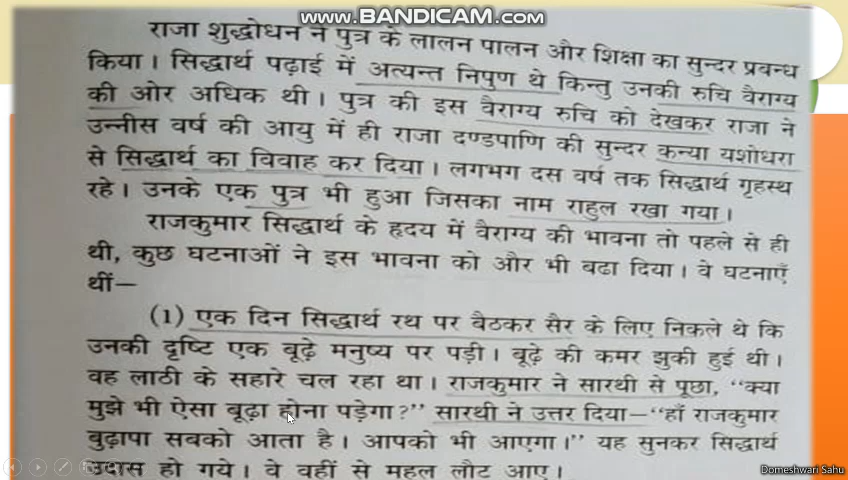 WWW.BANDICAM.COM
राजा शुद्धोधन ने पुत्र के लालन पालन और शिक्षा का सुन्दर प्रबन्ध
किया। सिद्धार्थ पढ़ाई में अत्यन्त निपुण थे किन्तु उनकी रुचि वैराग्य
की ओर अधिक थी। पुत्र की इस वैराग्य रुचि को देखकर राजा ने
उन्नीस वर्ष की आयु में ही राजा दण्डपाणि की सुन्दर कन्या यशोधरा
से सिद्धार्थ का विवाह कर दिया। लगभग दस वर्ष तक सिद्धार्थ गृहस्थ
रहे। उनके एक पुत्र भी हुआ जिसका नाम राहुल रखा गया।
राजकुमार सिद्धार्थ के हृदय में वैराग्य की भावना तो पहले से ही
थी, कुछ घटनाओं ने इस भावना को और भी बढा दिया। वे घटनाएँ
थीं—
(1) एक दिन सिद्धार्थ रथ पर बैठकर सैर के लिए निकले थे कि
उनकी दृष्टि एक बूढ़े मनुष्य पर पड़ी। बूढ़े की कमर झुकी हुई थी।
वह लाठी के सहारे चल रहा था। राजकुमार ने सारथी से पूछा, “क्या
मुझे भी ऐसा बूढ़ा होना पड़ेगा?” सारथी ने उत्तर दिया—“हाँ राजकुमार
बुढ़ापा सबको आता है। आपको भी आएगा।” यह सुनकर सिद्धार्थ
उदास हो गये। वे वहीं से महल लौट आए।
Domeshwari Sahu